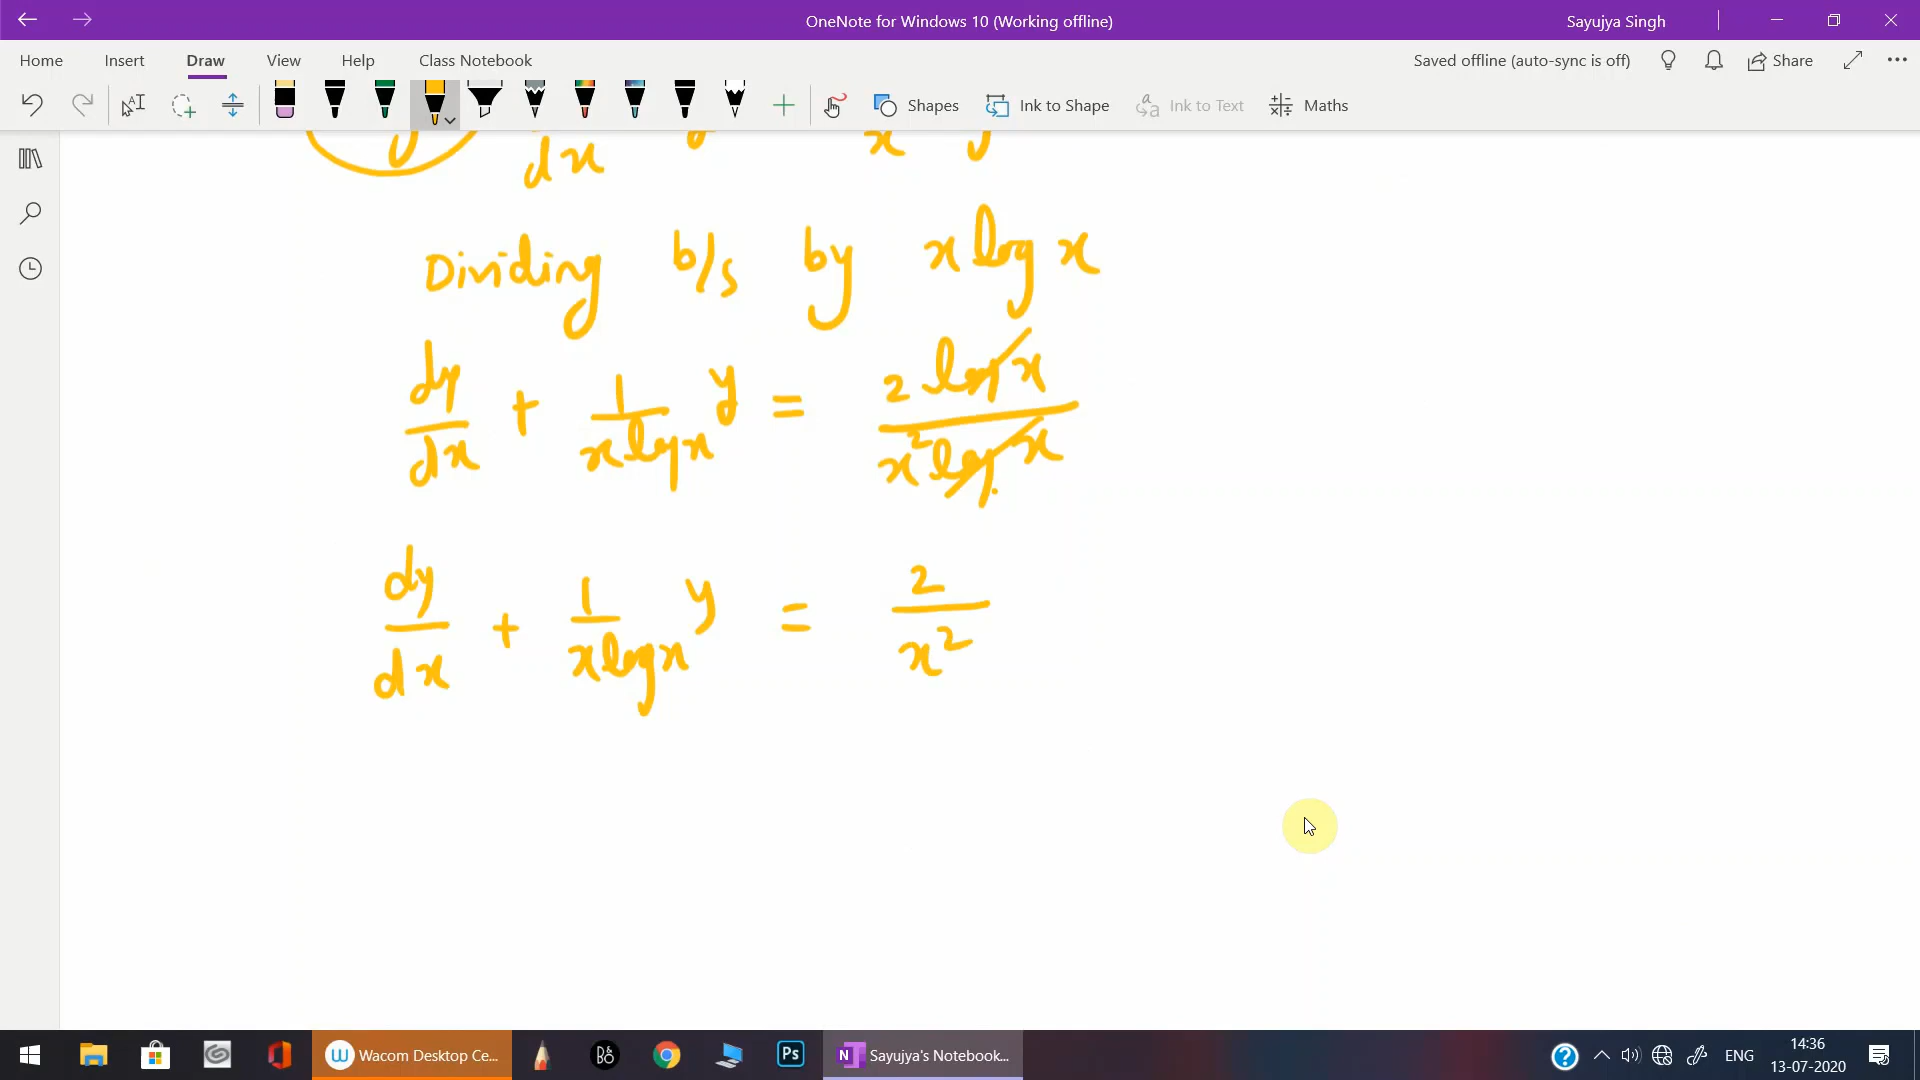 OneNote for Windows 10 (Working offline) Sayujya Singh
Home Insert Draw View Help Class Notebook Saved offline (auto-sync is off) Share
Shapes Ink to Shape Ink to Text Maths
dx x y
Dividing b/s by x log x
dy/dx + 1/(x log x) y = 2 log x/(x² log x)
dy/dx + 1/(x log x) y = 2/x²
Wacom Desktop Ce... Sayujya's Notebook... ENG 14:36
13-07-2020